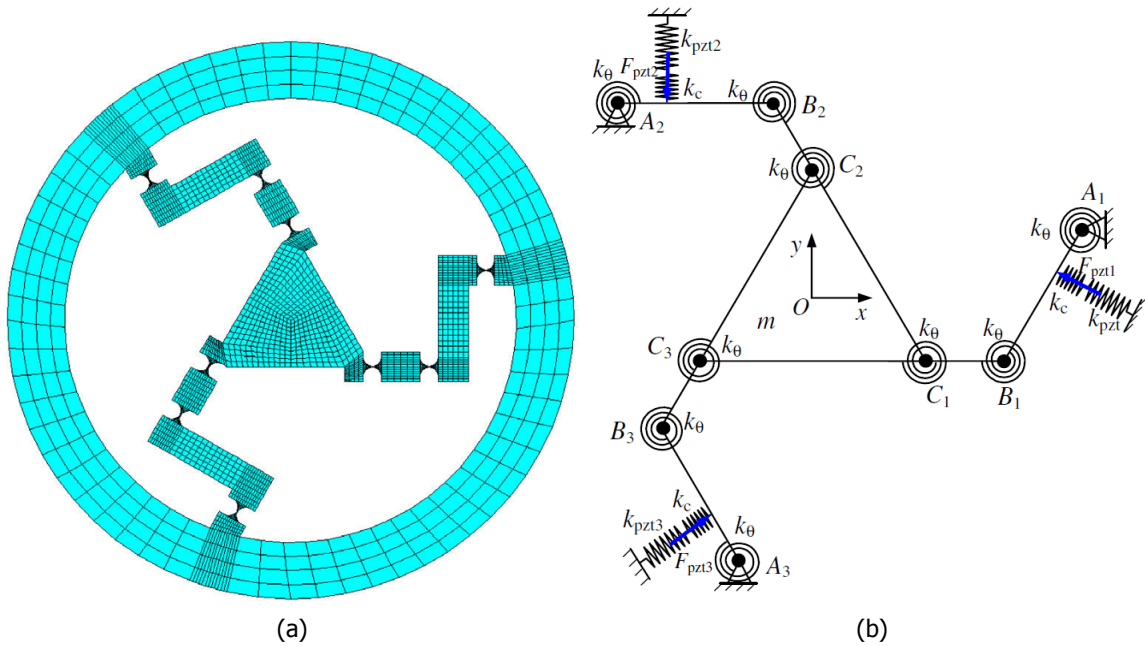 k_pzt2
k_θ
F_pzt2
k_c
k_θ
A_2
B_2
k_θ
C_2
A_1
k_θ
y
F_pzt1
k_c
k_pzt
O
x
m
C_3
k_θ
k_θ
k_θ
C_1
B_1
B_3
k_θ
k_c
k_pzt3
k_θ
F_pzt3
A_3
(a)
(b)